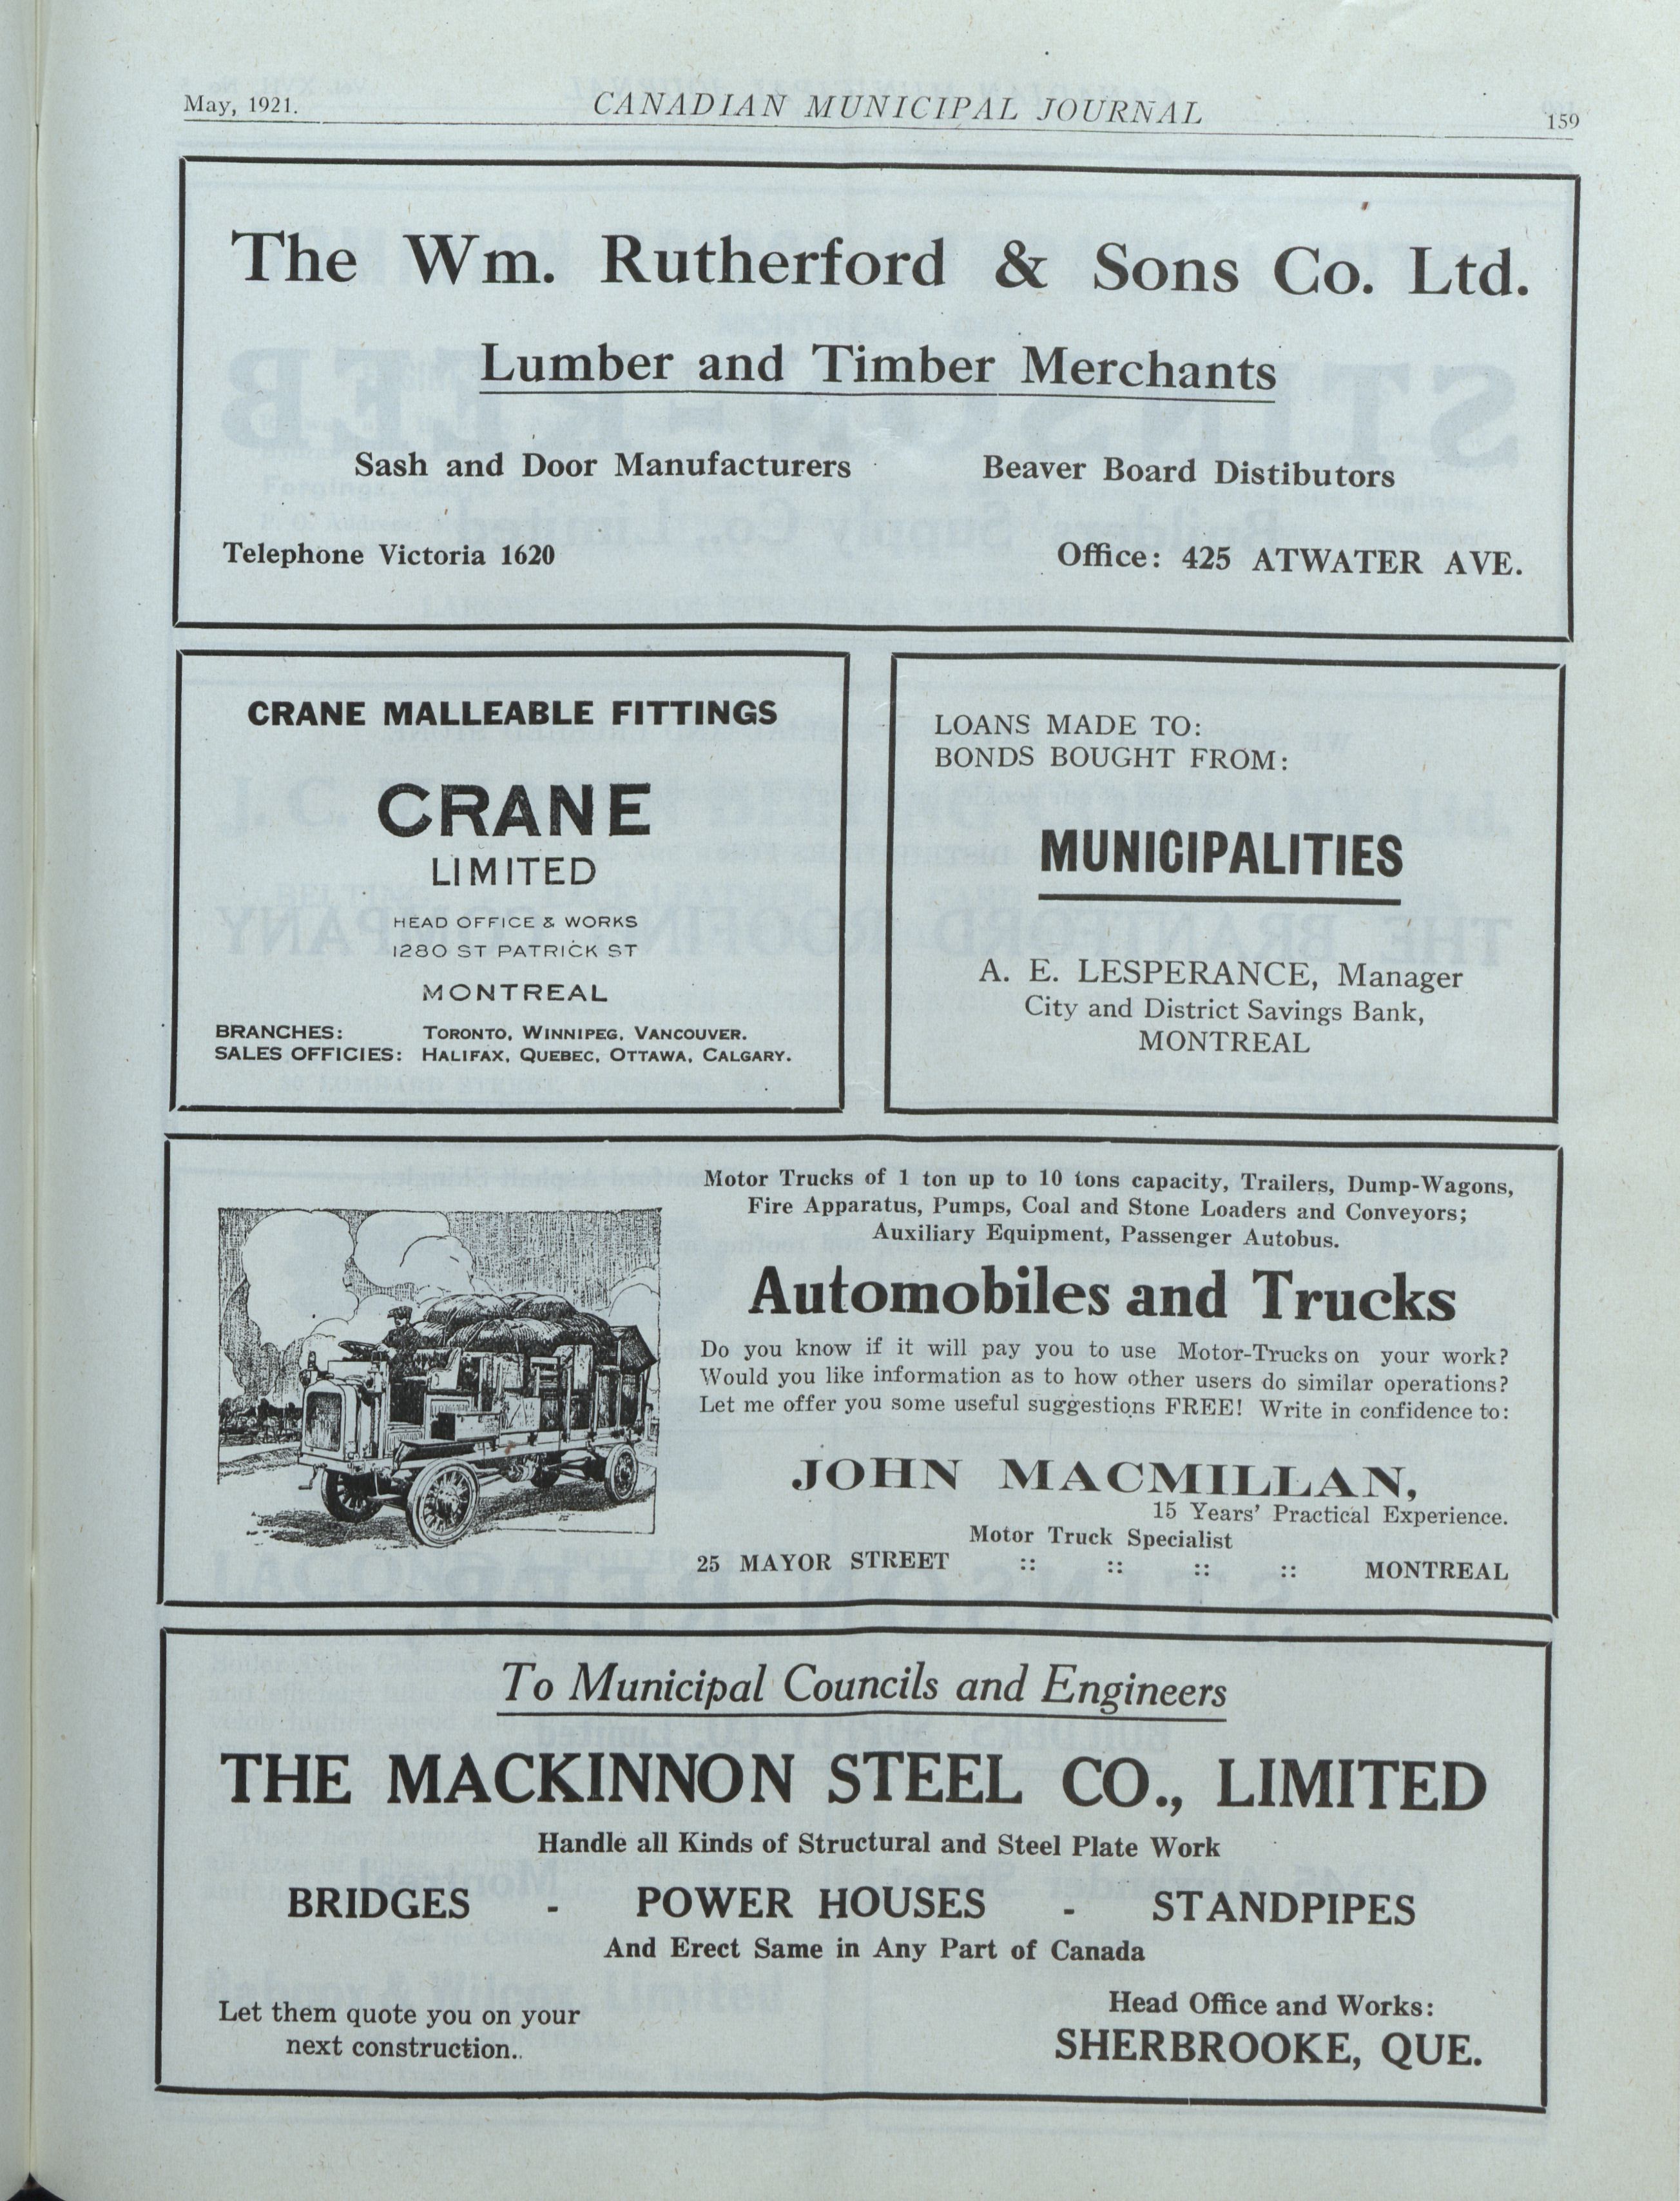 May, 1921. CANADIAN MUNICIPAL JOURNAL 159
The Wm. Rutherford & Sons Co. Ltd.
Lumber and Timber Merchants
Sash and Door Manufacturers Beaver Board Distibutors
Telephone Victoria 1620 Office: 425 ATWATER AVE.
CRANE MALLEABLE FITTINGS
CRANE
LIMITED
HEAD OFFICE & WORKS
1280 ST PATRICK ST
MONTREAL
BRANCHES: TORONTO, WINNIPEG, VANCOUVER.
SALES OFFICIES: HALIFAX, QUEBEC, OTTAWA, CALGARY.
LOANS MADE TO:
BONDS BOUGHT FROM:
MUNICIPALITIES
A. E. LESPERANCE, Manager
City and District Savings Bank,
MONTREAL
Motor Trucks of 1 ton up to 10 tons capacity, Trailers, Dump-Wagons,
Fire Apparatus, Pumps, Coal and Stone Loaders and Conveyors;
Auxiliary Equipment, Passenger Autobus.
Automobiles and Trucks
Do you know if it will pay you to use Motor-Trucks on your work?
Would you like information as to how other users do similar operations?
Let me offer you some useful suggestions FREE! Write in confidence to:
JOHN MACMILLAN,
15 Years' Practical Experience.
Motor Truck Specialist
25 MAYOR STREET :: :: :: :: MONTREAL
To Municipal Councils and Engineers
THE MACKINNON STEEL CO., LIMITED
Handle all Kinds of Structural and Steel Plate Work
BRIDGES - POWER HOUSES - STANDPIPES
And Erect Same in Any Part of Canada
Let them quote you on your
next construction..
Head Office and Works:
SHERBROOKE, QUE.